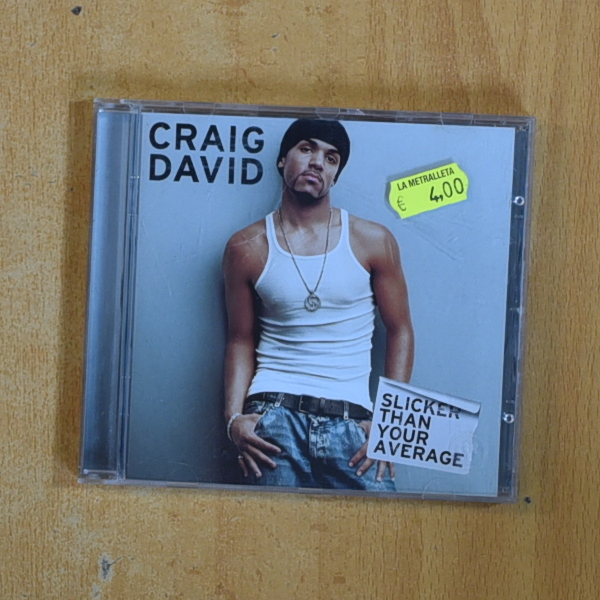 CRAIG
DAVID
LA METRALLETA
€ 4,00
SLICKER
THAN
YOUR
AVERAGE